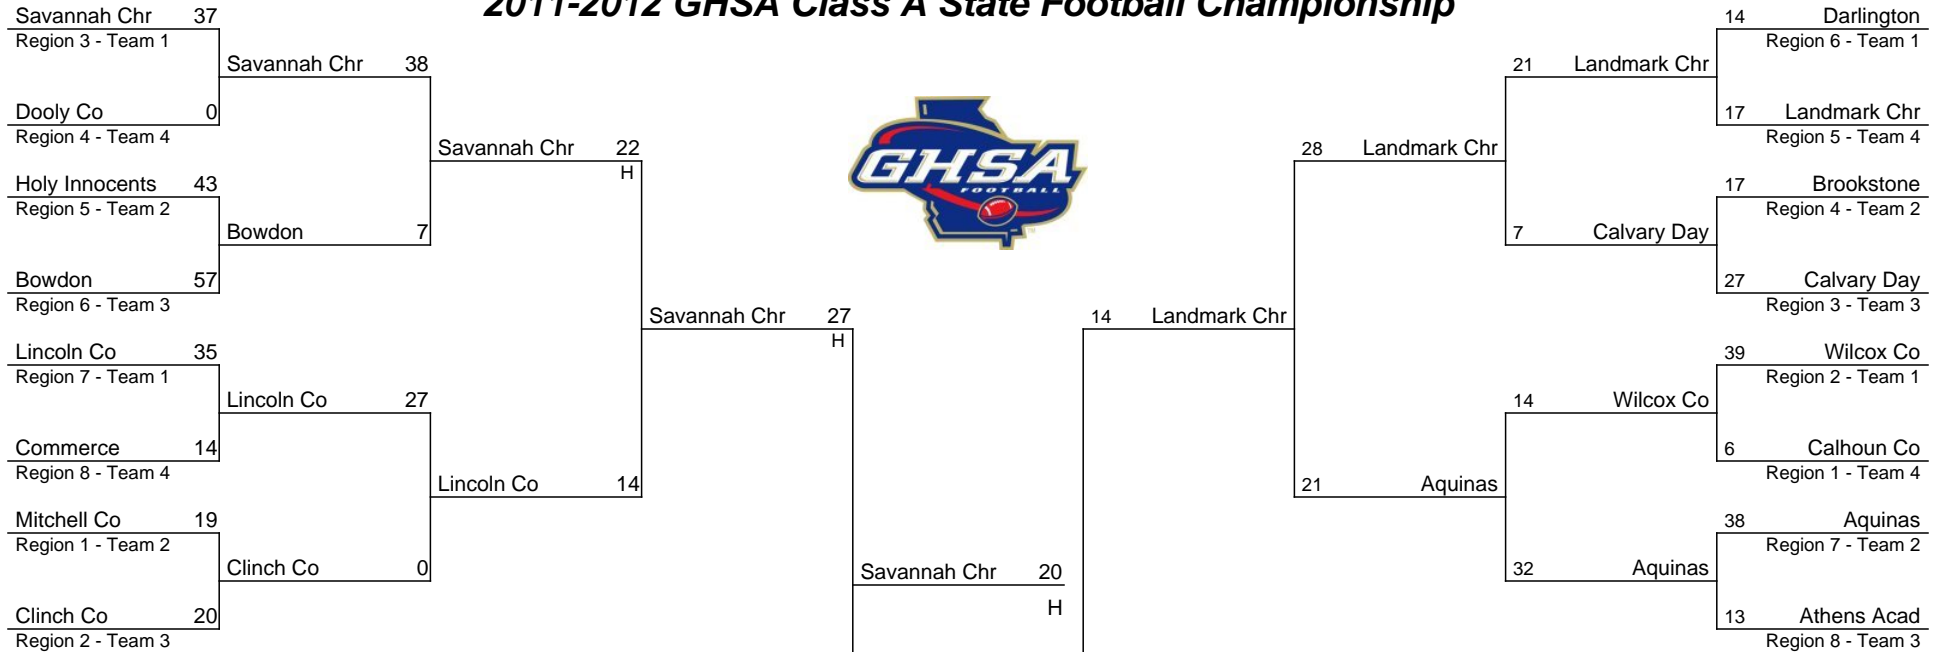 2011-2012 GHSA Class A State Football Championship
Savannah Chr 37
Region 3 - Team 1
Savannah Chr 38
Dooly Co 0
Region 4 - Team 4
Savannah Chr 22
H
Holy Innocents 43
Region 5 - Team 2
Bowdon 7
Bowdon 57
Region 6 - Team 3
Savannah Chr 27
H
Lincoln Co 35
Region 7 - Team 1
Lincoln Co 27
Commerce 14
Region 8 - Team 4
Lincoln Co 14
Mitchell Co 19
Region 1 - Team 2
Clinch Co 0
Clinch Co 20
Region 2 - Team 3
Savannah Chr 20
H
GHSA
FOOTBALL
14 Darlington
Region 6 - Team 1
21 Landmark Chr
17 Landmark Chr
Region 5 - Team 4
28 Landmark Chr
17 Brookstone
Region 4 - Team 2
7 Calvary Day
27 Calvary Day
Region 3 - Team 3
14 Landmark Chr
39 Wilcox Co
Region 2 - Team 1
14 Wilcox Co
6 Calhoun Co
Region 1 - Team 4
21 Aquinas
38 Aquinas
Region 7 - Team 2
32 Aquinas
13 Athens Acad
Region 8 - Team 3